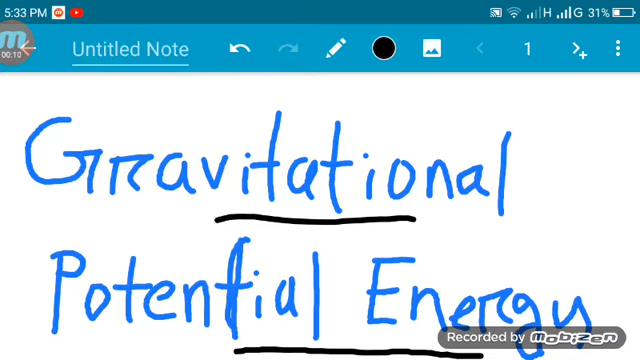 5:33 PM H G 31%
00:10 Untitled Note 1
Gravitational
Potential Energy
Recorded by mobizen